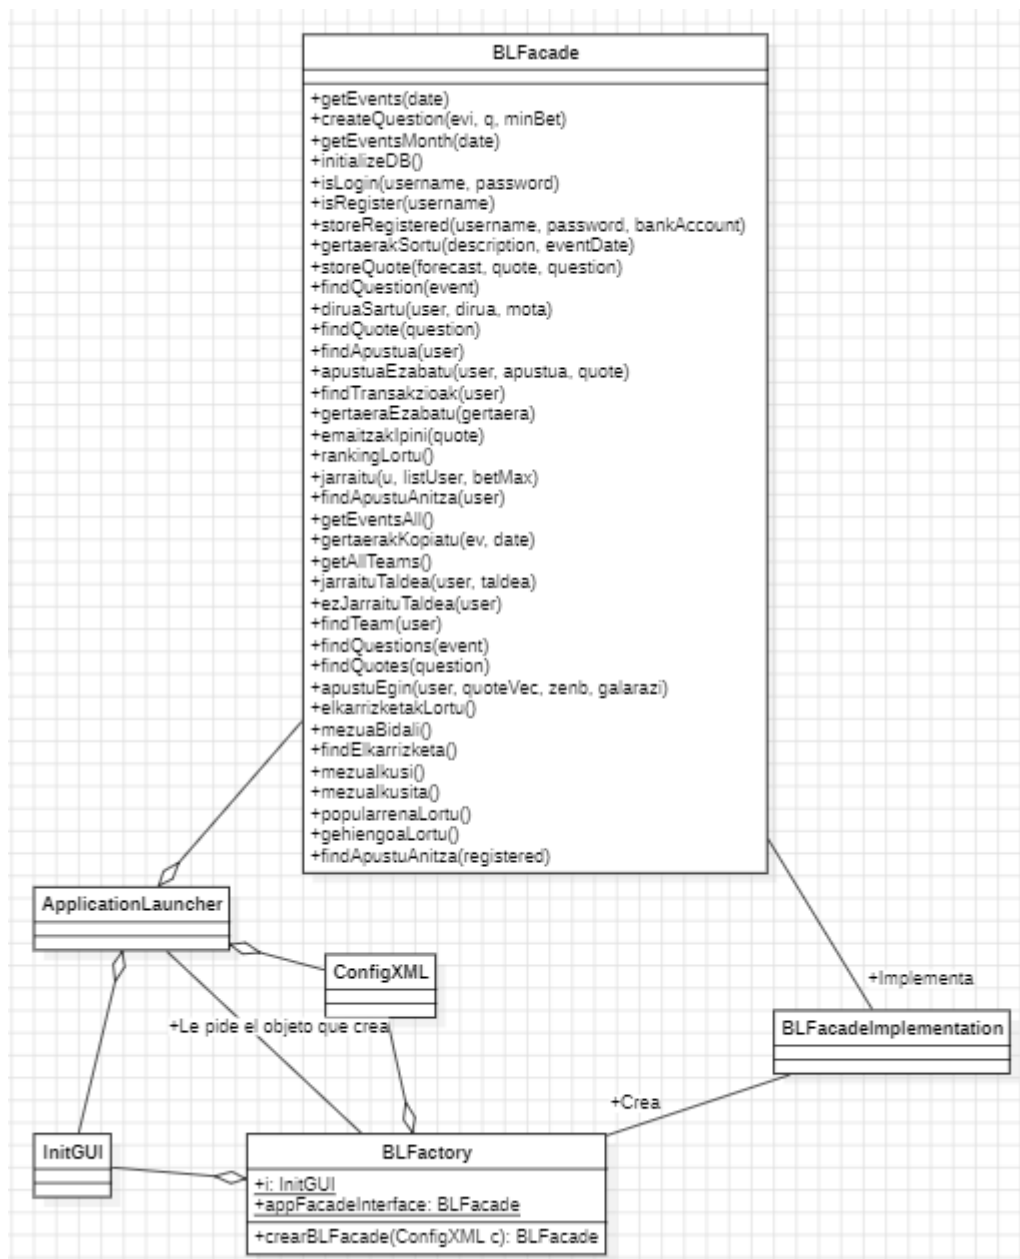 BLFacade
+getEvents(date)
+createQuestion(evi, q, minBet)
+getEventsMonth(date)
+initializeDB()
+isLogin(username, password)
+isRegister(username)
+storeRegistered(username, password, bankAccount)
+gertaerakSortu(description, eventDate)
+storeQuote(forecast, quote, question)
+findQuestion(event)
+diruaSartu(user, dirua, mota)
+findQuote(question)
+findApustua(user)
+apustuaEzabatu(user, apustua, quote)
+findTransakzioak(user)
+gertaeraEzabatu(gertaera)
+emaitzakIpini(quote)
+rankingLortu()
+jarraitu(u, listUser, betMax)
+findApustuAnitza(user)
+getEventsAll()
+gertaerakKopiatu(ev, date)
+getAllTeams()
+jarraituTaldea(user, taldea)
+ezJarraituTaldea(user)
+findTeam(user)
+findQuestions(event)
+findQuotes(question)
+apustuEgin(user, quoteVec, zenb, galarazi)
+elkarrizketakLortu()
+mezuaBidali()
+findElkarrizketa()
+mezuaIkusi()
+mezuaIkusita()
+popularrenaLortu()
+gehiengoaLortu()
+findApustuAnitza(registered)
ApplicationLauncher
ConfigXML
+Implementa
+Le pide el objeto que crea
BLFacadeImplementation
+Crea
InitGUI
BLFactory
+i: InitGUI
+appFacadeInterface: BLFacade
+crearBLFacade(ConfigXML c): BLFacade